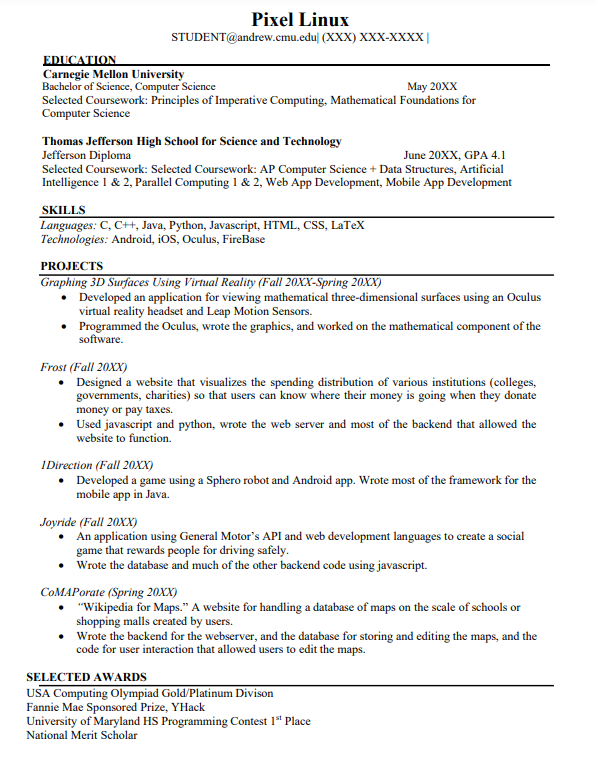 Pixel Linux
STUDENT@andrew.cmu.edu| (XXX) XXX-XXXX |
EDUCATION
Carnegie Mellon University
Bachelor of Science, Computer Science May 20XX
Selected Coursework: Principles of Imperative Computing, Mathematical Foundations for
Computer Science
Thomas Jefferson High School for Science and Technology
Jefferson Diploma June 20XX, GPA 4.1
Selected Coursework: Selected Coursework: AP Computer Science + Data Structures, Artificial
Intelligence 1 & 2, Parallel Computing 1 & 2, Web App Development, Mobile App Development
SKILLS
Languages: C, C++, Java, Python, Javascript, HTML, CSS, LaTeX
Technologies: Android, iOS, Oculus, FireBase
PROJECTS
Graphing 3D Surfaces Using Virtual Reality (Fall 20XX-Spring 20XX)
• Developed an application for viewing mathematical three-dimensional surfaces using an Oculus
virtual reality headset and Leap Motion Sensors.
• Programmed the Oculus, wrote the graphics, and worked on the mathematical component of the
software.
Frost (Fall 20XX)
• Designed a website that visualizes the spending distribution of various institutions (colleges,
governments, charities) so that users can know where their money is going when they donate
money or pay taxes.
• Used javascript and python, wrote the web server and most of the backend that allowed the
website to function.
1Direction (Fall 20XX)
• Developed a game using a Sphero robot and Android app. Wrote most of the framework for the
mobile app in Java.
Joyride (Fall 20XX)
• An application using General Motor's API and web development languages to create a social
game that rewards people for driving safely.
• Wrote the database and much of the other backend code using javascript.
CoMAPorate (Spring 20XX)
• “Wikipedia for Maps.” A website for handling a database of maps on the scale of schools or
shopping malls created by users.
• Wrote the backend for the webserver, and the database for storing and editing the maps, and the
code for user interaction that allowed users to edit the maps.
SELECTED AWARDS
USA Computing Olympiad Gold/Platinum Divison
Fannie Mae Sponsored Prize, YHack
University of Maryland HS Programming Contest 1st Place
National Merit Scholar